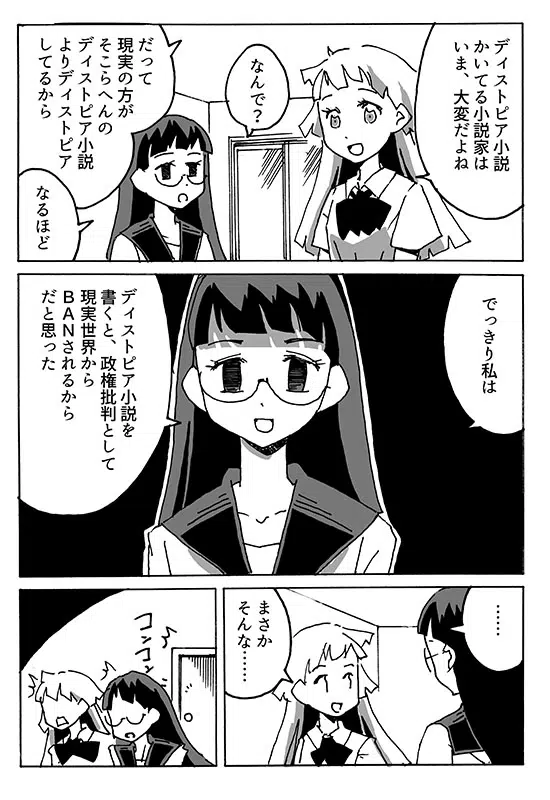 ディストピア小説
かいてる小説家は
いま、大変だよね
なんで?
だって
現実の方が
そこらへんの
ディストピア小説
よりディストピア
してるから
なるほど
でっきり私は
ディストピア小説を
書くと、政権批判として
現実世界から
BANされるから
だと思った
……
まさか
そんな……
コンコン